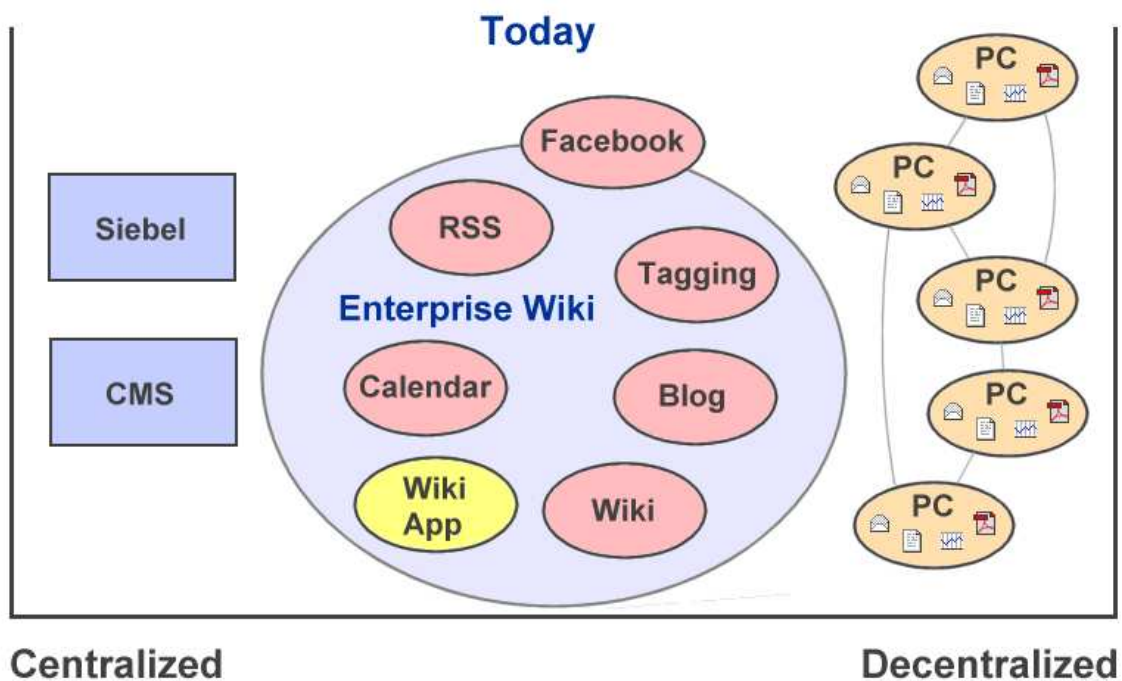 Today
Siebel
CMS
Facebook
RSS
Tagging
Enterprise Wiki
Calendar
Blog
Wiki
App
Wiki
PC
PC
PC
PC
PC
Centralized
Decentralized